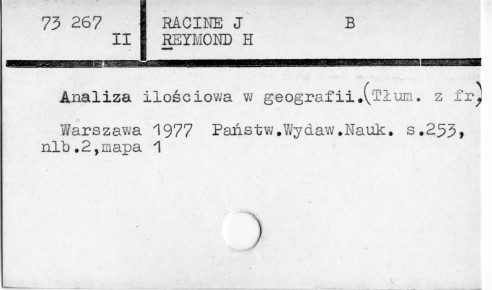 73 267 RACINE J B
II REYMOND H
Analiza ilościowa w geografii.(Tłum. z fr)
Warszawa 1977 Państw.Wydaw.Nauk. s.253,
nlb.2,mapa 1